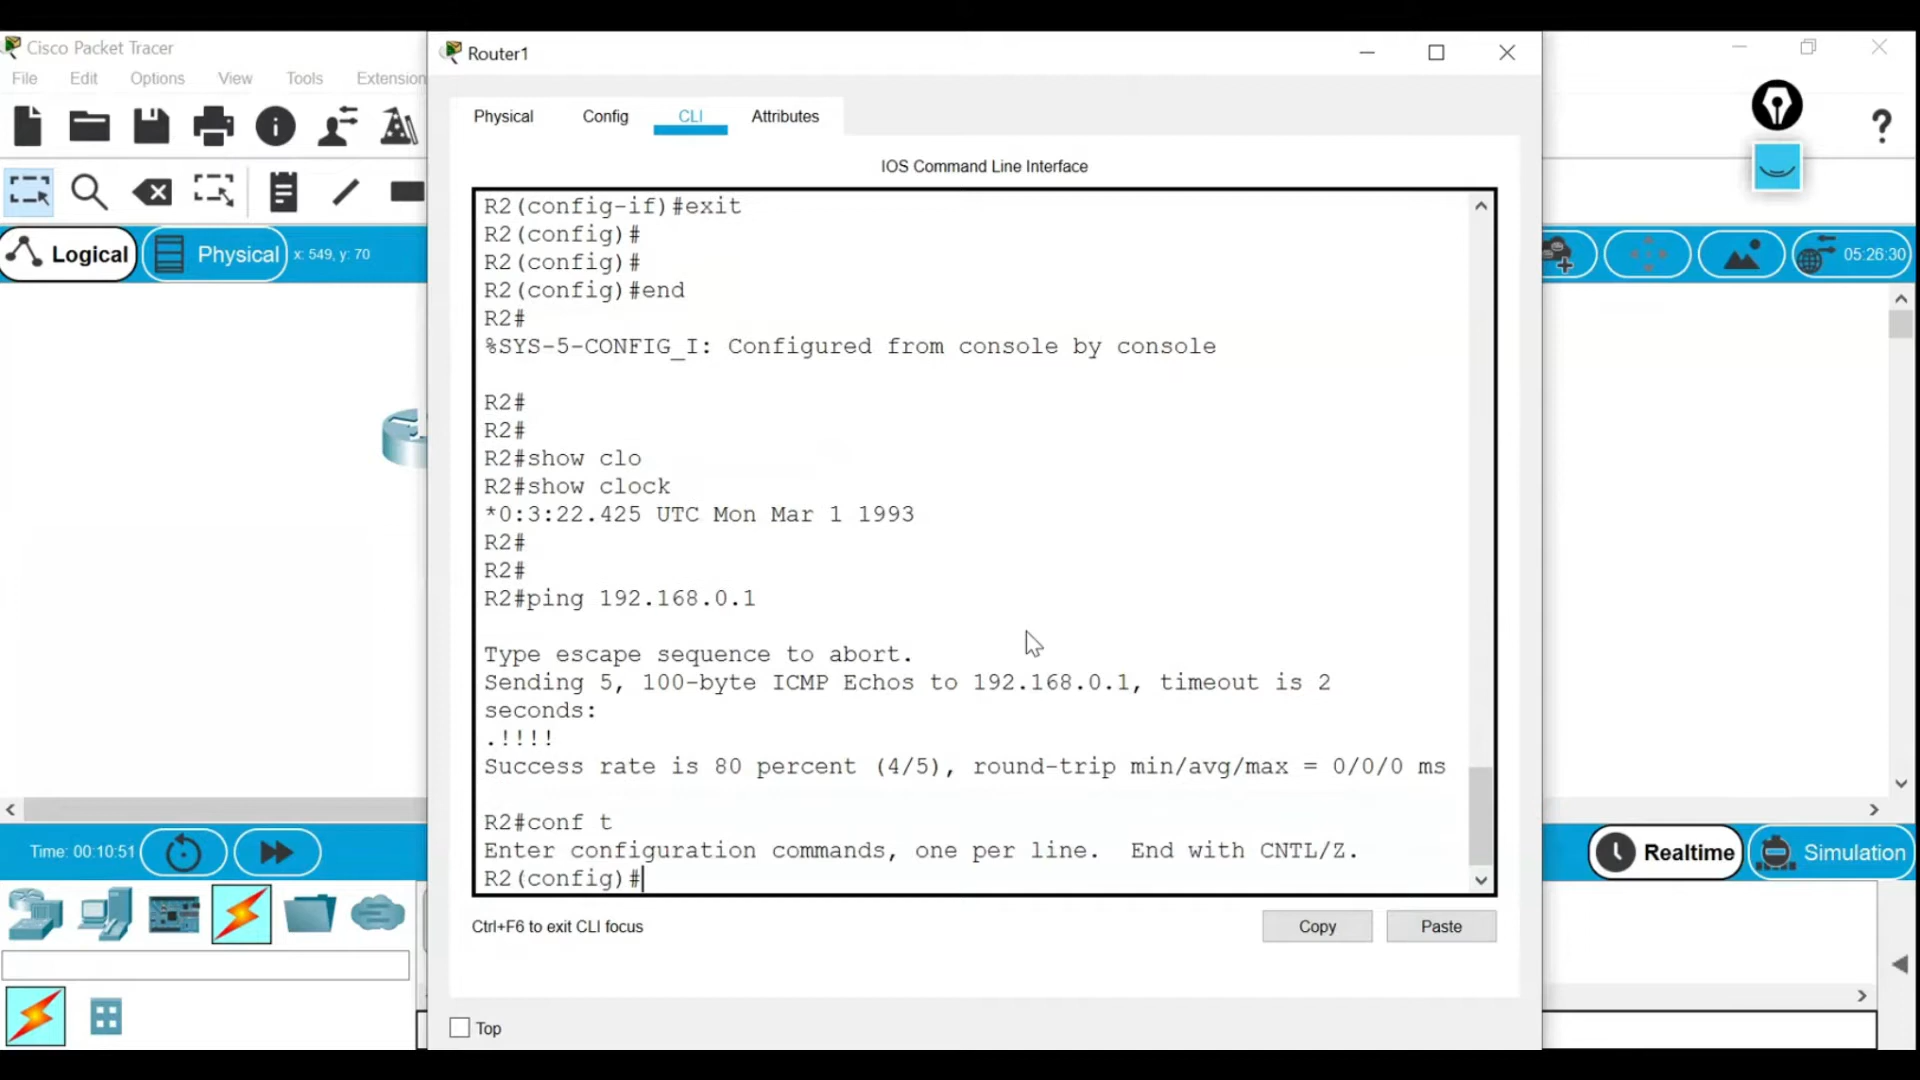 Cisco Packet Tracer
File Edit Options View Tools Extension
Logical
Physical
x: 549, y: 70
Router1
Physical Config CLI Attributes
IOS Command Line Interface
R2(config-if)#exit
R2(config)#
R2(config)#
R2(config)#end
R2#
%SYS-5-CONFIG_I: Configured from console by console
R2#
R2#
R2#show clo
R2#show clock
*0:3:22.425 UTC Mon Mar 1 1993
R2#
R2#
R2#ping 192.168.0.1
Type escape sequence to abort.
Sending 5, 100-byte ICMP Echos to 192.168.0.1, timeout is 2
seconds:
.!!!!
Success rate is 80 percent (4/5), round-trip min/avg/max = 0/0/0 ms
R2#conf t
Enter configuration commands, one per line.  End with CNTL/Z.
R2(config)#
Ctrl+F6 to exit CLI focus
Copy
Paste
Top
05:26:30
Time: 00:10:51
Realtime
Simulation